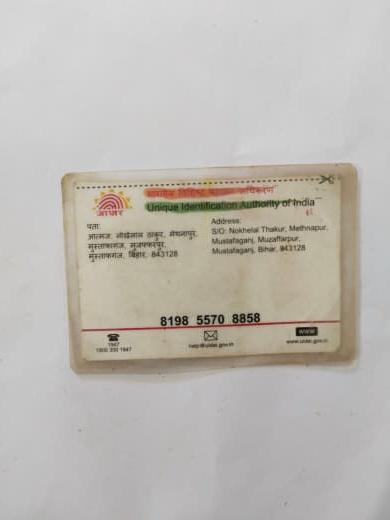 भारतीय विशिष्ट पहचान प्राधिकरण
Unique Identification Authority of India
आधार
पता:
आत्मज: नोखेलाल ठाकुर, मेथनापुर,
मुस्तफागंज, मुजफ्फरपुर,
मुस्तफागंज, बिहार, 843128
Address:
S/O: Nokhelal Thakur, Methnapur,
Mustafaganj, Muzaffarpur,
Mustafaganj, Bihar, 843128
8198 5570 8858
1947
1800 300 1947
help@uidai.gov.in
www
www.uidai.gov.in